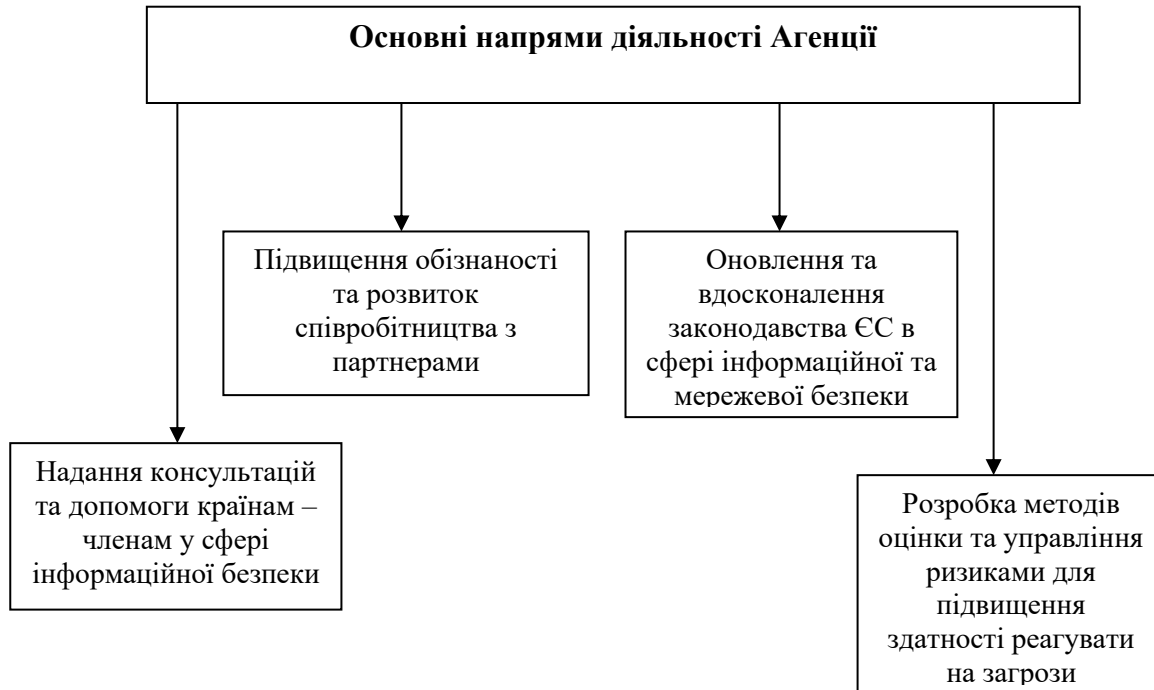 Основні напрями діяльності Агенції
Підвищення обізнаності
та розвиток
співробітництва з
партнерами
Оновлення та
вдосконалення
законодавства ЄС в
сфері інформаційної та
мережевої безпеки
Надання консультацій
та допомоги країнам –
членам у сфері
інформаційної безпеки
Розробка методів
оцінки та управління
ризиками для
підвищення
здатності реагувати
на загрози